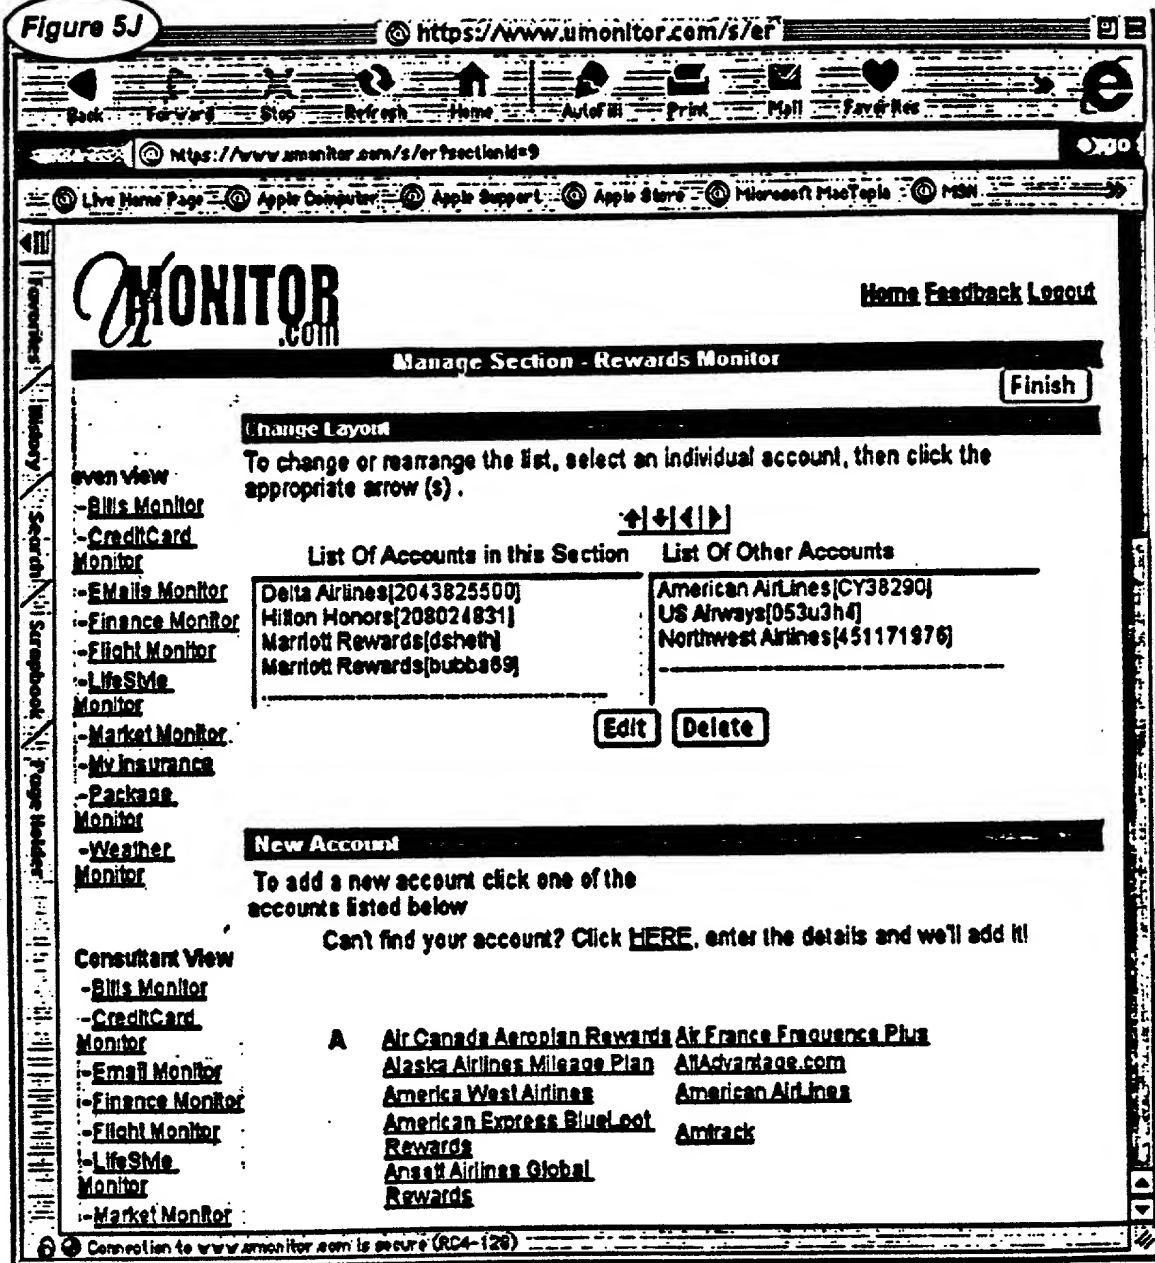 Figure 5J
https://www.umonitor.com/s/er
Back Forward Stop Refresh Home AutoFill Print Mail Favorites
https://www.umonitor.com/s/er?sectionid=9
go
Live Home Page Apple Computer Apple Support Apple Store Microsoft MacTopia MSN
Favorites
History
Search
Scrapbook
Page Holder
UMONITOR
.com
Home Feedback Logout
Manage Section - Rewards Monitor
Finish
Change Layout
To change or rearrange the list, select an individual account, then click the
appropriate arrow (s) .
List Of Accounts in this Section List Of Other Accounts
Delta Airlines[2043825500]
Hilton Honors[208024831]
Marriott Rewards[dsheth]
Marriott Rewards[bubba69]
American AirLines[CY38290]
US Airways[053u3h4]
Northwest Airlines[451171976]
Edit Delete
even view
-Bills Monitor
-CreditCard
Monitor
-EMails Monitor
-Finance Monitor
-Flight Monitor
-LifeStyle
Monitor
-Market Monitor
-My Insurance
-Package
Monitor
-Weather
Monitor
Consultant View
-Bills Monitor
-CreditCard
Monitor
-Email Monitor
-Finance Monitor
-Flight Monitor
-LifeStyle
Monitor
-Market Monitor
New Account
To add a new account click one of the
accounts listed below
Can't find your account? Click HERE, enter the details and we'll add it!
A Air Canada Aeroplan Rewards Air France Frequence Plus
Alaska Airlines Mileage Plan AllAdvantage.com
America West Airlines American AirLines
American Express BlueLoot
Rewards
Amtrack
Ansett Airlines Global
Rewards
Connection to www.umonitor.com is secure (RC4-128)